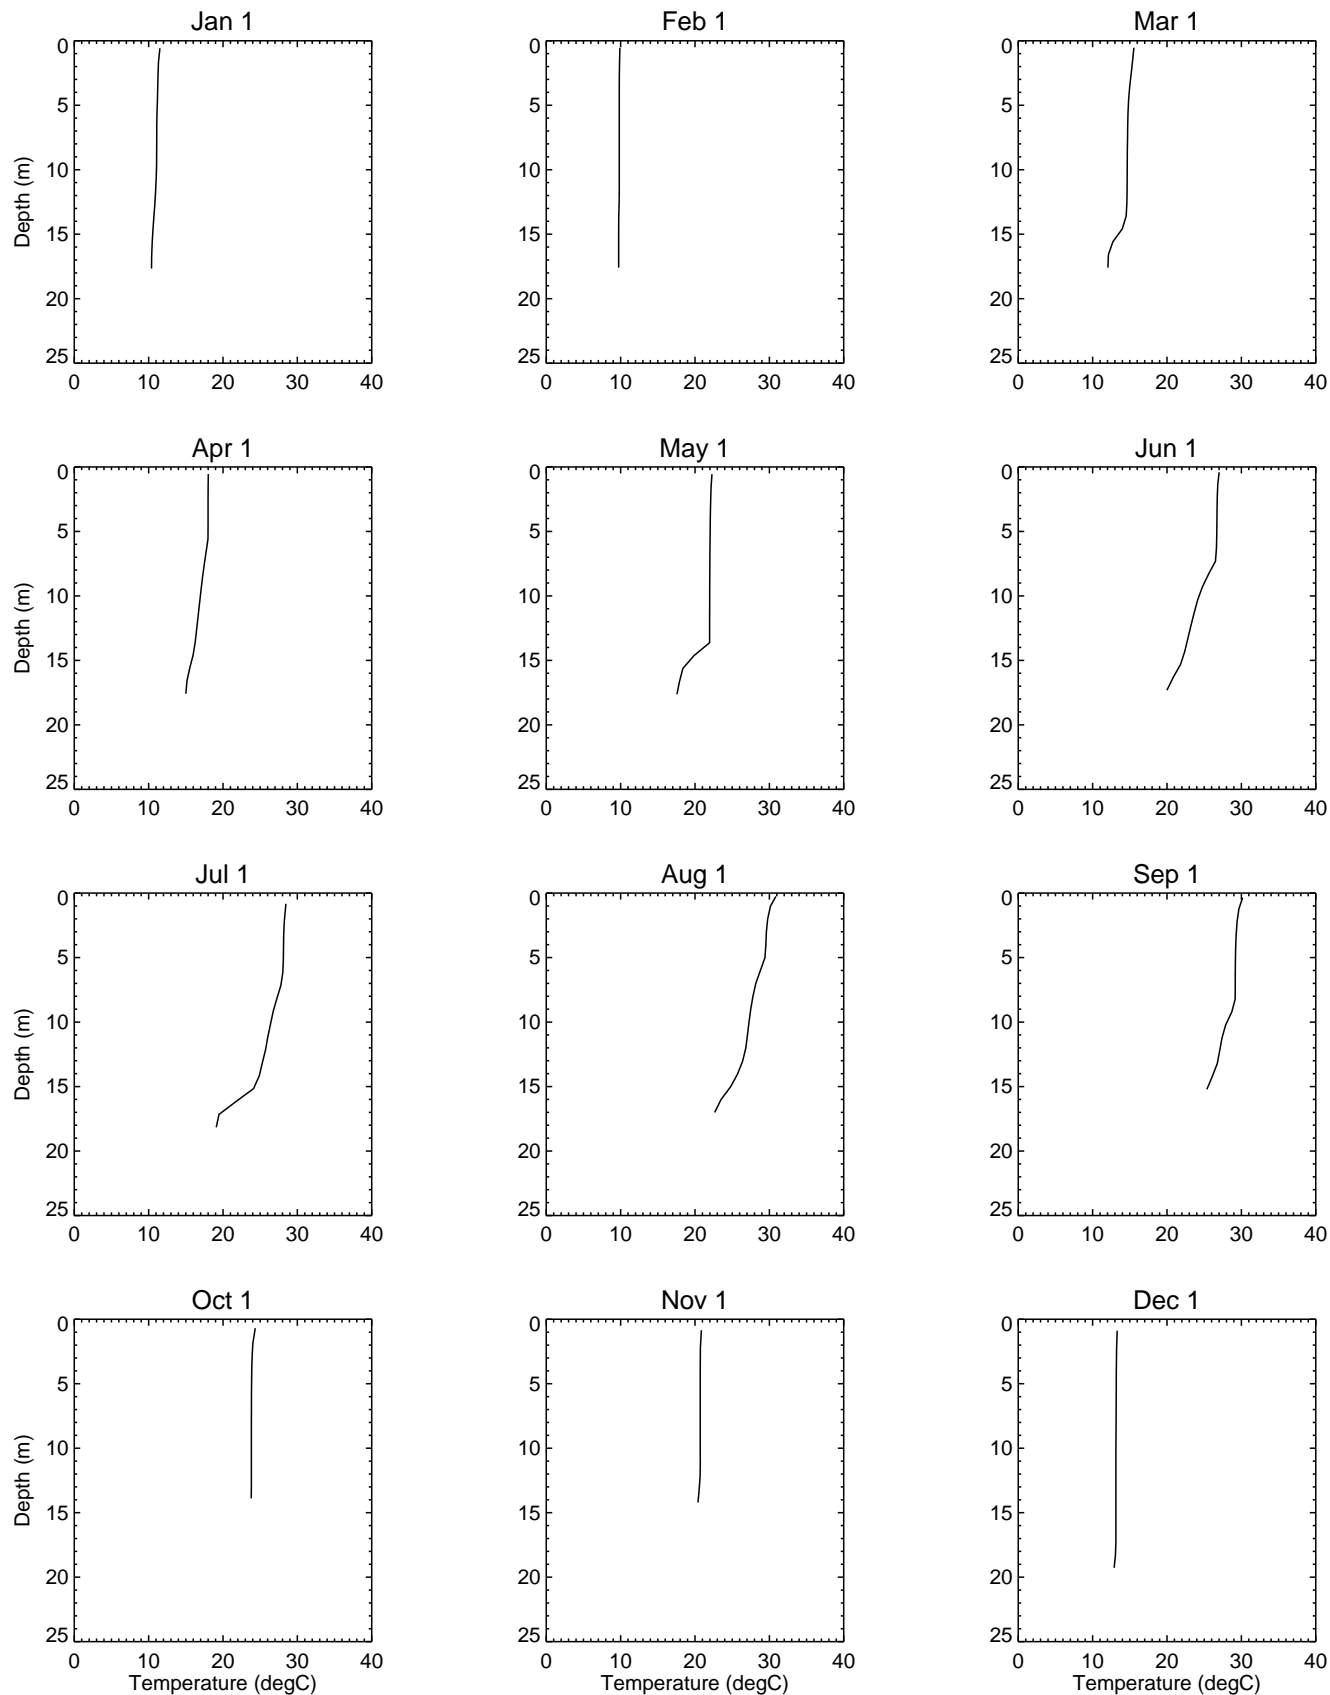 Jan 1 Feb 1 Mar 1
0 0 0
5 5 5
10 10 10
15 15 15
20 20 20
25 25 25
0 10 20 30 40 0 10 20 30 40 0 10 20 30 40
Depth (m)
Apr 1 May 1 Jun 1
0 0 0
5 5 5
10 10 10
15 15 15
20 20 20
25 25 25
0 10 20 30 40 0 10 20 30 40 0 10 20 30 40
Depth (m)
Jul 1 Aug 1 Sep 1
0 0 0
5 5 5
10 10 10
15 15 15
20 20 20
25 25 25
0 10 20 30 40 0 10 20 30 40 0 10 20 30 40
Depth (m)
Oct 1 Nov 1 Dec 1
0 0 0
5 5 5
10 10 10
15 15 15
20 20 20
25 25 25
0 10 20 30 40 0 10 20 30 40 0 10 20 30 40
Depth (m)
Temperature (degC) Temperature (degC) Temperature (degC)